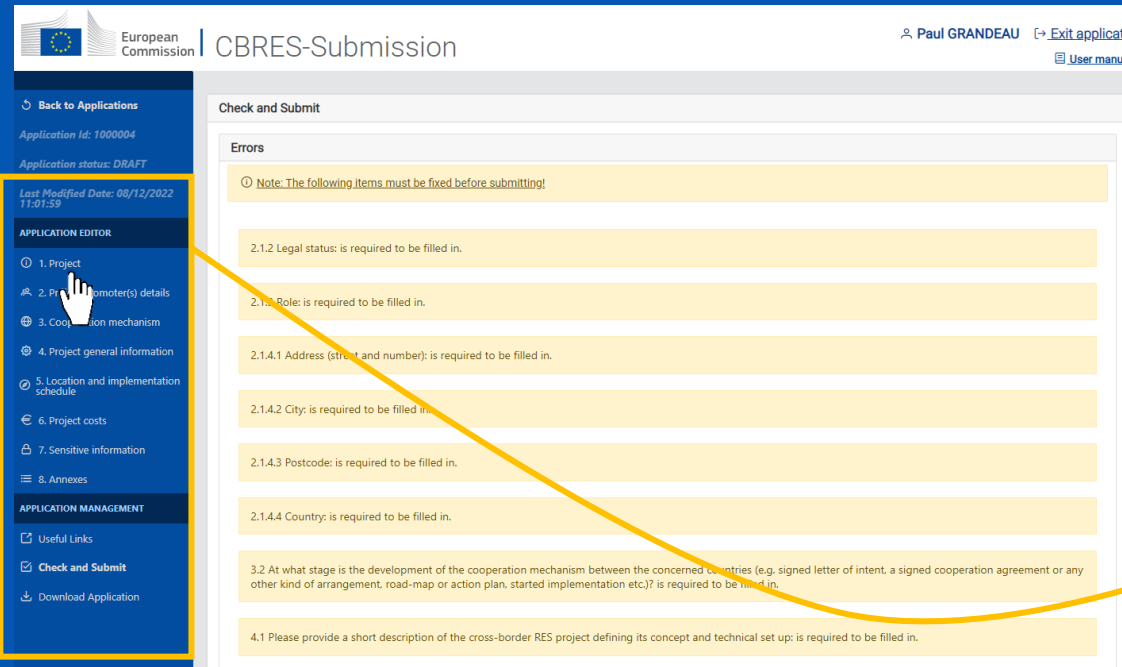 European
Commission
CBRES-Submission
Paul GRANDEAU
Exit applicat
User manu
Back to Applications
Application Id: 1000004
Application status: DRAFT
Last Modified Date: 08/12/2022
11:01:59
APPLICATION EDITOR
1. Project
2. Pr omoter(s) details
3. Coop tion mechanism
4. Project general information
5. Location and implementation
schedule
6. Project costs
7. Sensitive information
8. Annexes
APPLICATION MANAGEMENT
Useful Links
Check and Submit
Download Application
Check and Submit
Errors
Note: The following items must be fixed before submitting!
2.1.2 Legal status: is required to be filled in.
Role: is required to be filled in.
2.1.4.1 Address (street and number): is required to be filled in.
2.1.4.2 City: is required to be filled in.
2.1.4.3 Postcode: is required to be filled in.
2.1.4.4 Country: is required to be filled in.
3.2 At what stage is the development of the cooperation mechanism between the concerned countries (e.g. signed letter of intent, a signed cooperation agreement or any
other kind of arrangement, road-map or action plan, started implementation etc.)? is required to be filled in.
4.1 Please provide a short description of the cross-border RES project defining its concept and technical set up: is required to be filled in.